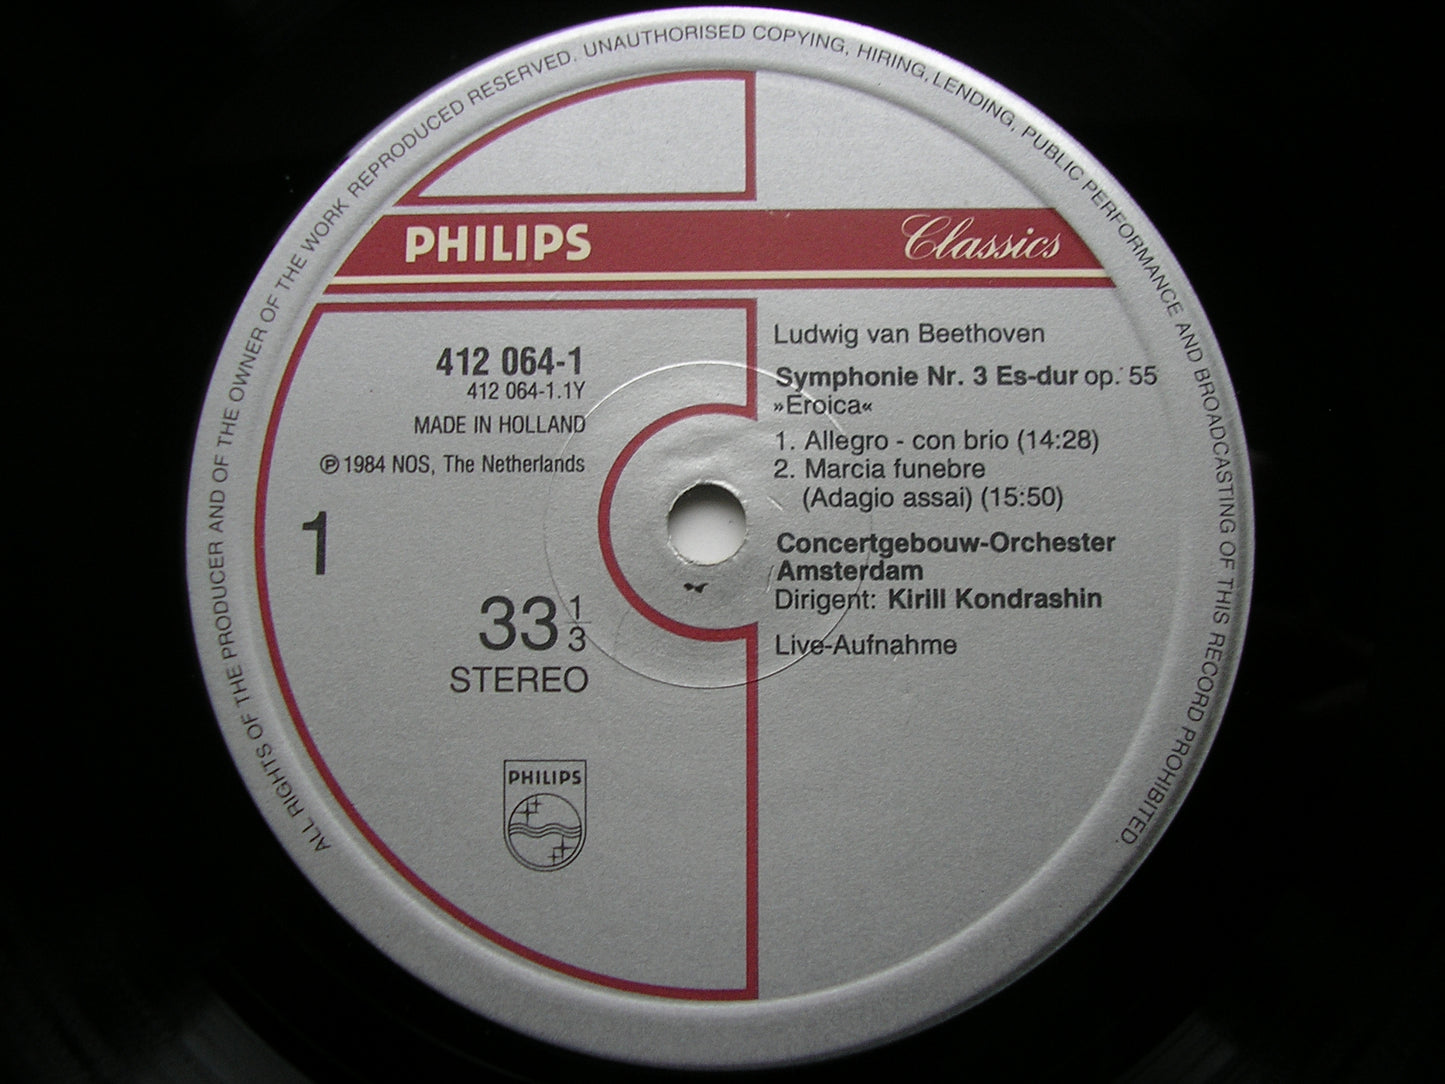 ALL RIGHTS OF THE PRODUCER AND OF THE OWNER OF THE WORK REPRODUCED RESERVED. UNAUTHORISED COPYING, HIRING, LENDING, PUBLIC PERFORMANCE AND BROADCASTING OF THIS RECORD PROHIBITED.
PHILIPS Classics
412 064-1
412 064-1.1Y
MADE IN HOLLAND
℗ 1984 NOS, The Netherlands
1
33 1/3
STEREO
PHILIPS
Ludwig van Beethoven
Symphonie Nr. 3 Es-dur op. 55
»Eroica«
1. Allegro - con brio (14:28)
2. Marcia funebre
(Adagio assai) (15:50)
Concertgebouw-Orchester
Amsterdam
Dirigent: Kirill Kondrashin
Live-Aufnahme